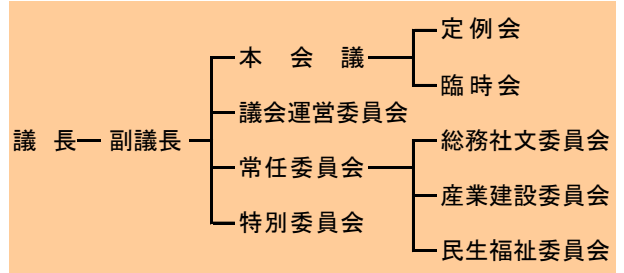 議長
副議長
本会議
定例会
臨時会
議会運営委員会
常任委員会
総務社文委員会
産業建設委員会
民生福祉委員会
特別委員会